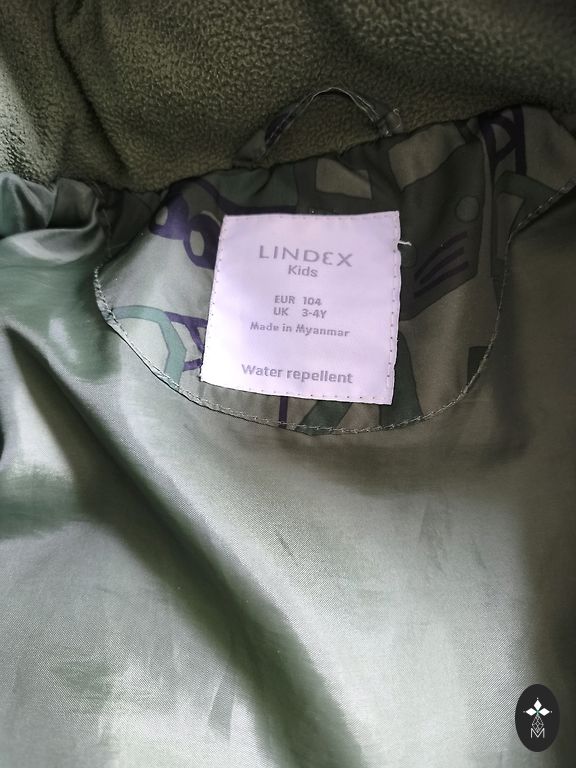 LINDEX
Kids
EUR 104
UK 3-4Y
Made in Myanmar
Water repellent
M